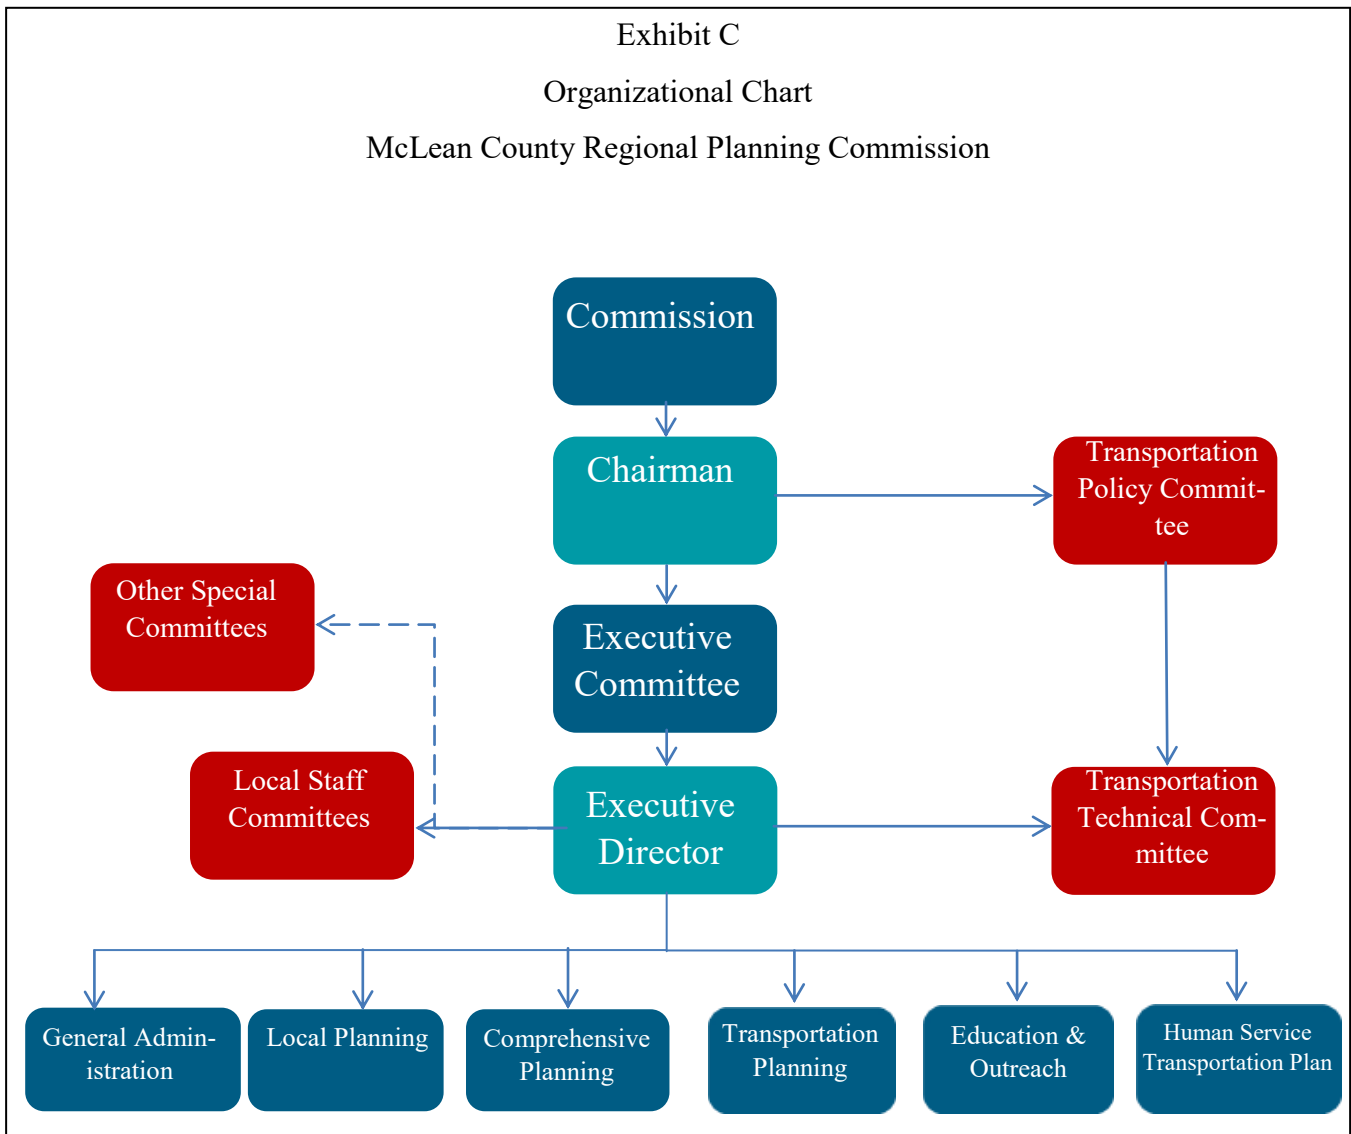 Exhibit C
Organizational Chart
McLean County Regional Planning Commission
Commission
Chairman
Transportation
Policy Commit-
tee
Other Special
Committees
Executive
Committee
Local Staff
Committees
Executive
Director
Transportation
Technical Com-
mittee
General Admin-
istration
Local Planning
Comprehensive
Planning
Transportation
Planning
Education &
Outreach
Human Service
Transportation Plan